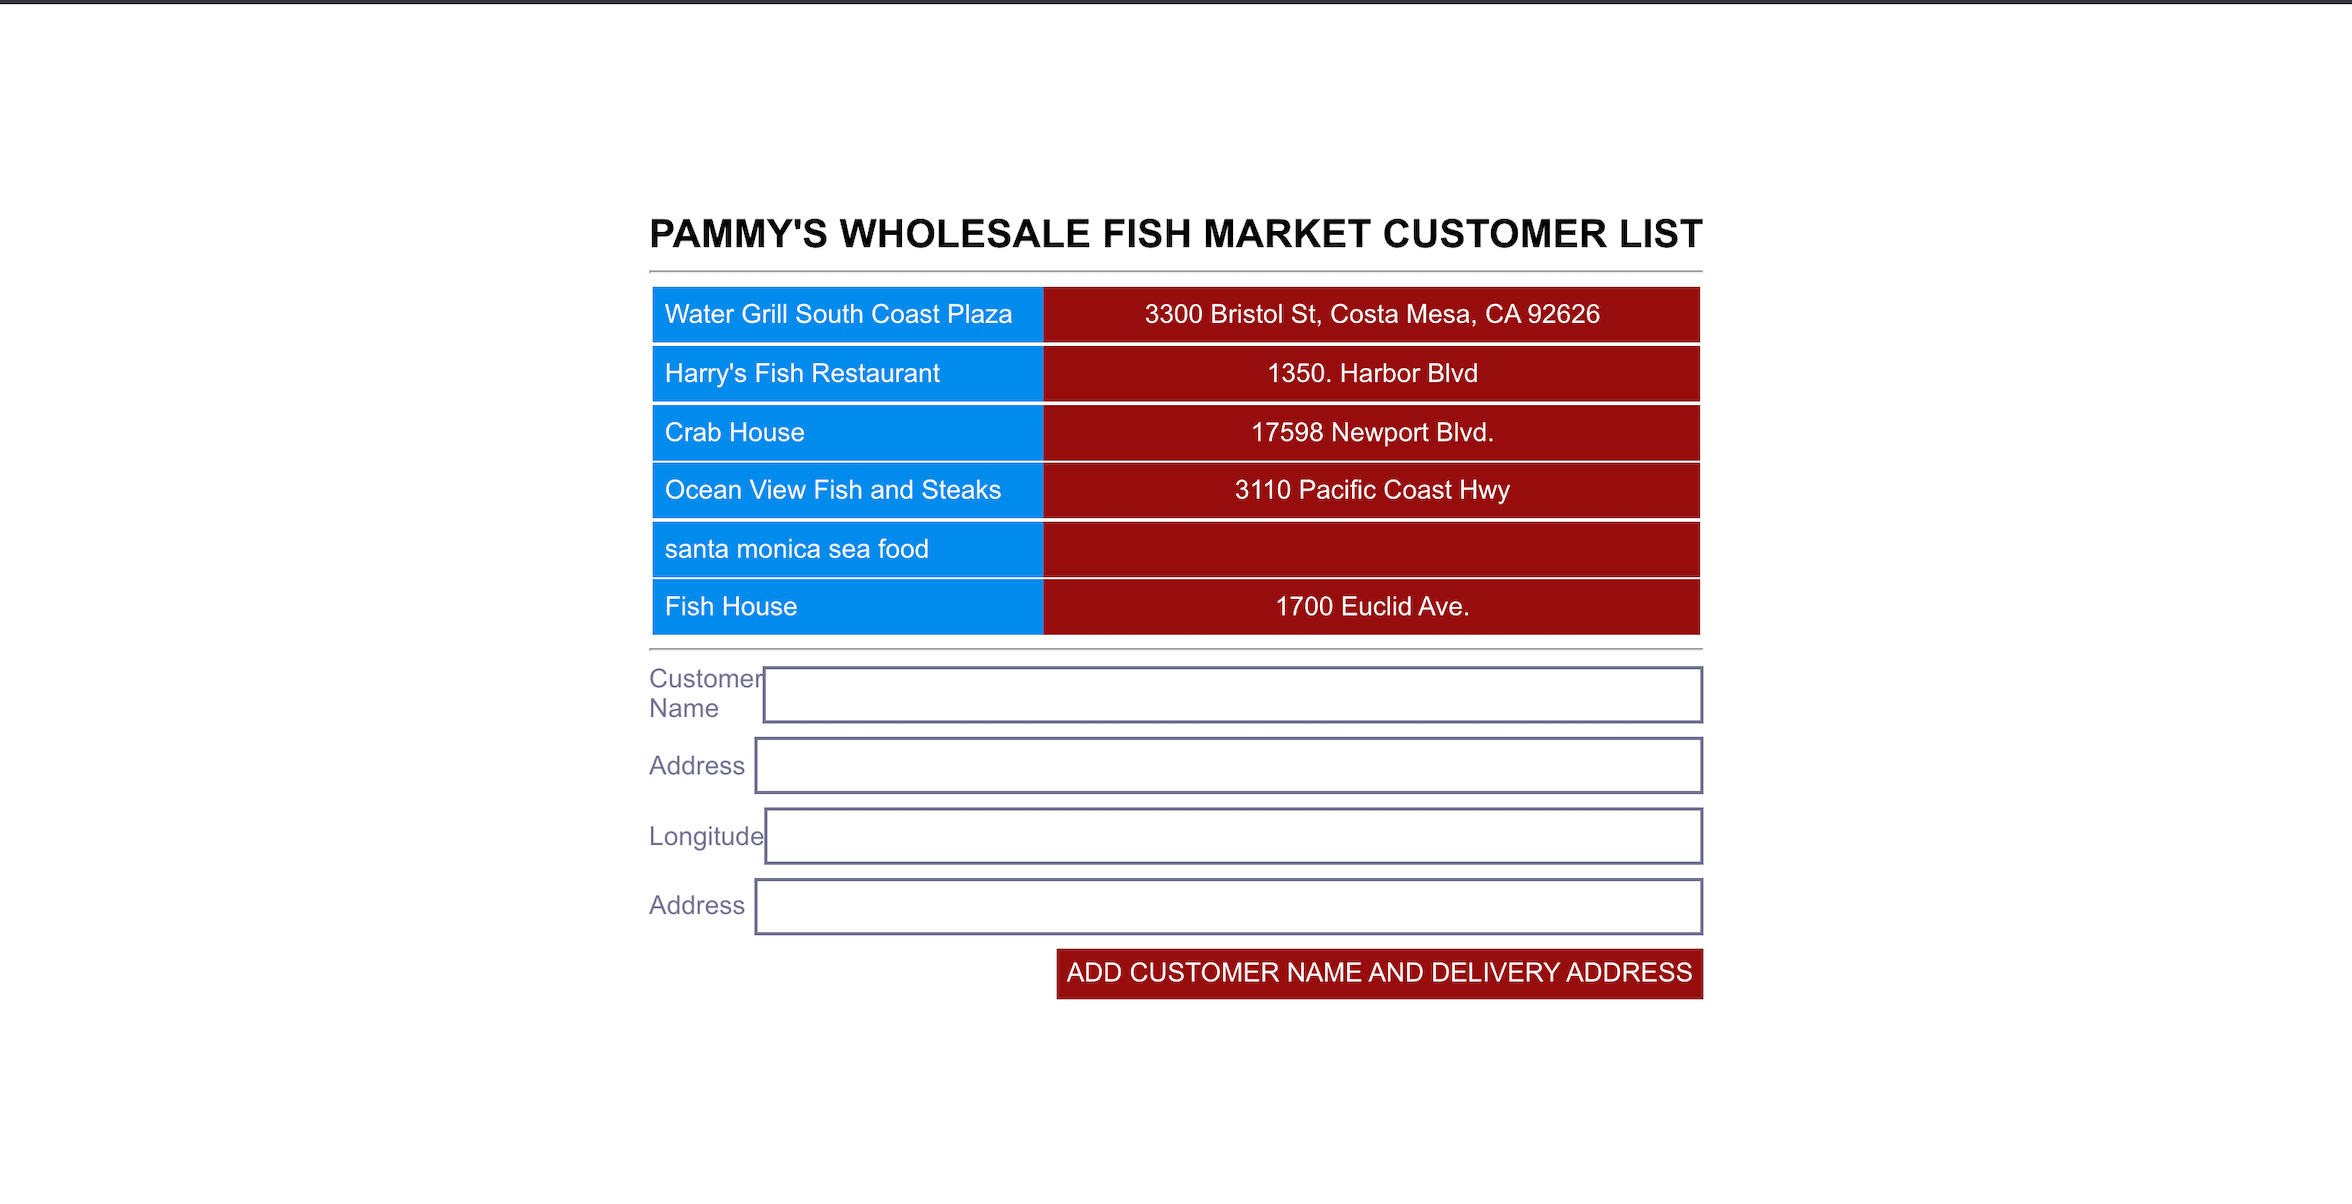 PAMMY'S WHOLESALE FISH MARKET CUSTOMER LIST
Water Grill South Coast Plaza 3300 Bristol St, Costa Mesa, CA 92626
Harry's Fish Restaurant 1350. Harbor Blvd
Crab House 17598 Newport Blvd.
Ocean View Fish and Steaks 3110 Pacific Coast Hwy
santa monica sea food
Fish House 1700 Euclid Ave.
Customer
Name
Address
Longitude
Address
ADD CUSTOMER NAME AND DELIVERY ADDRESS